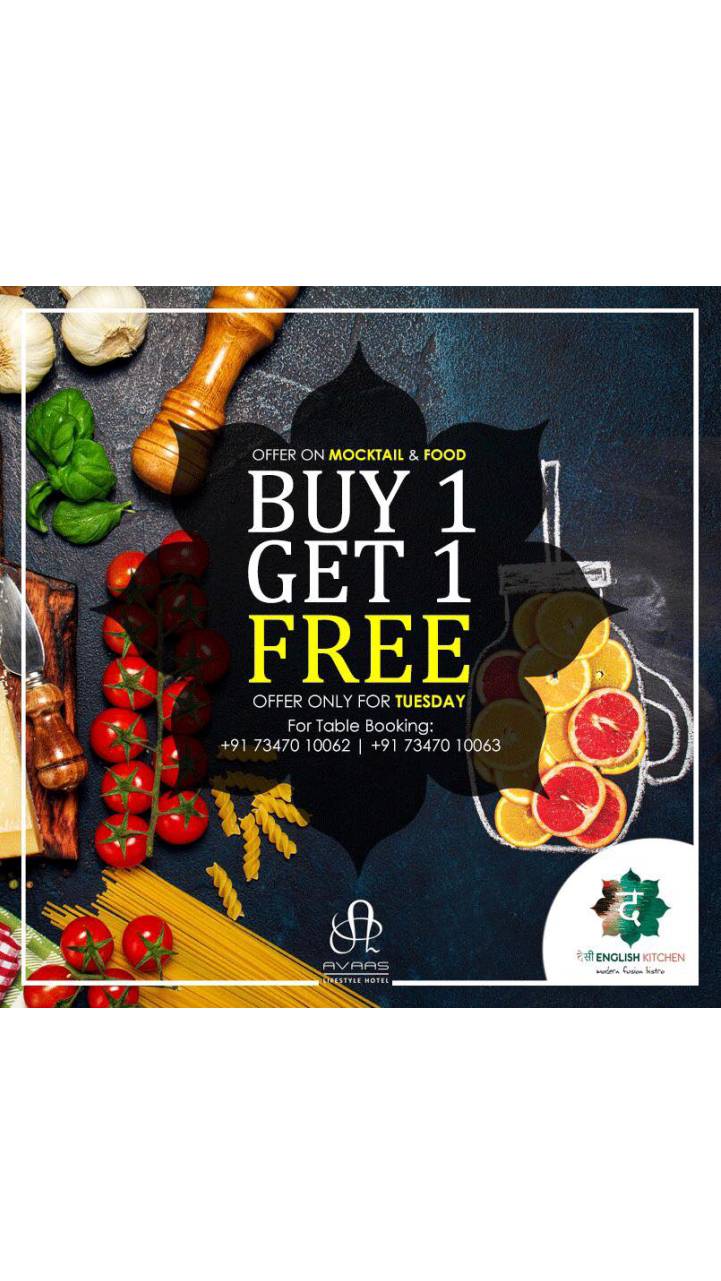 OFFER ON MOCKTAIL & FOOD
BUY 1
GET 1
FREE
OFFER ONLY FOR TUESDAY
For Table Booking:
+91 73470 10062 | +91 73470 10063
AVAAS
LIFESTYLE HOTEL
द
देसी ENGLISH KITCHEN
modern fusion bistro